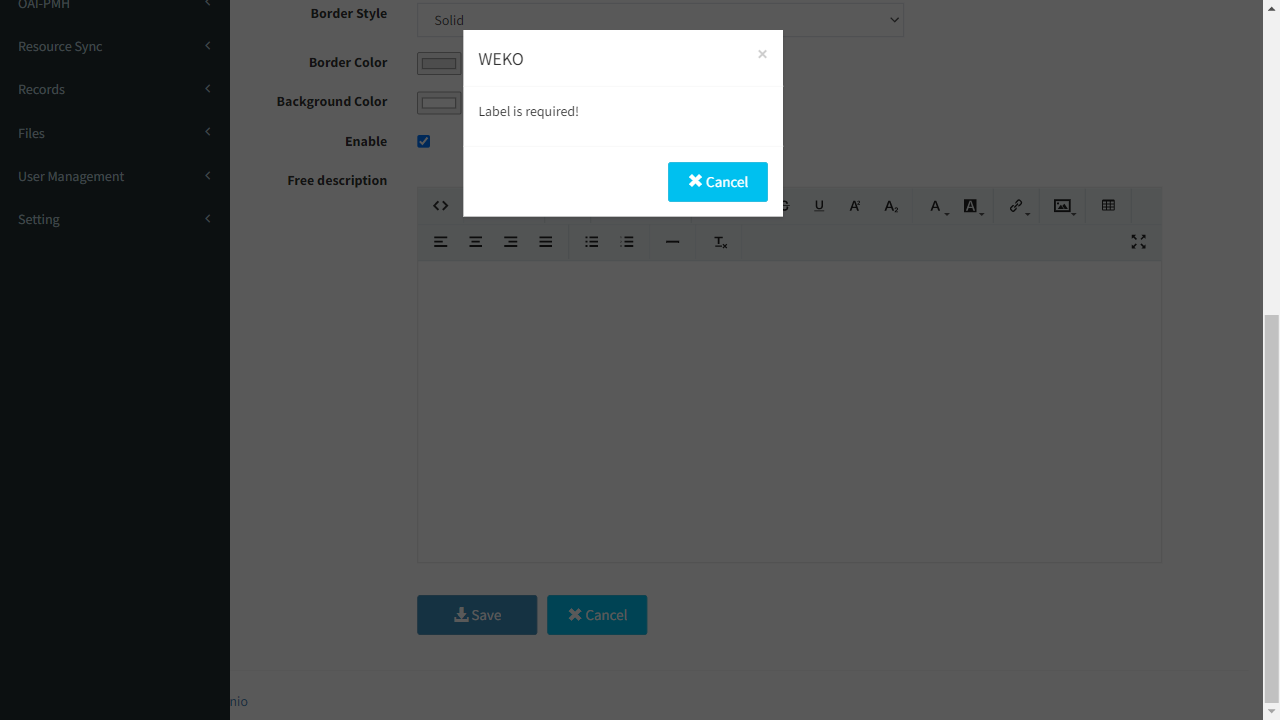 OAI-PMH
Resource Sync
Records
Files
User Management
Setting
Border Style
Solid
Border Color
Background Color
Enable
Free description
WEKO
×
Label is required!
Cancel
Save
Cancel